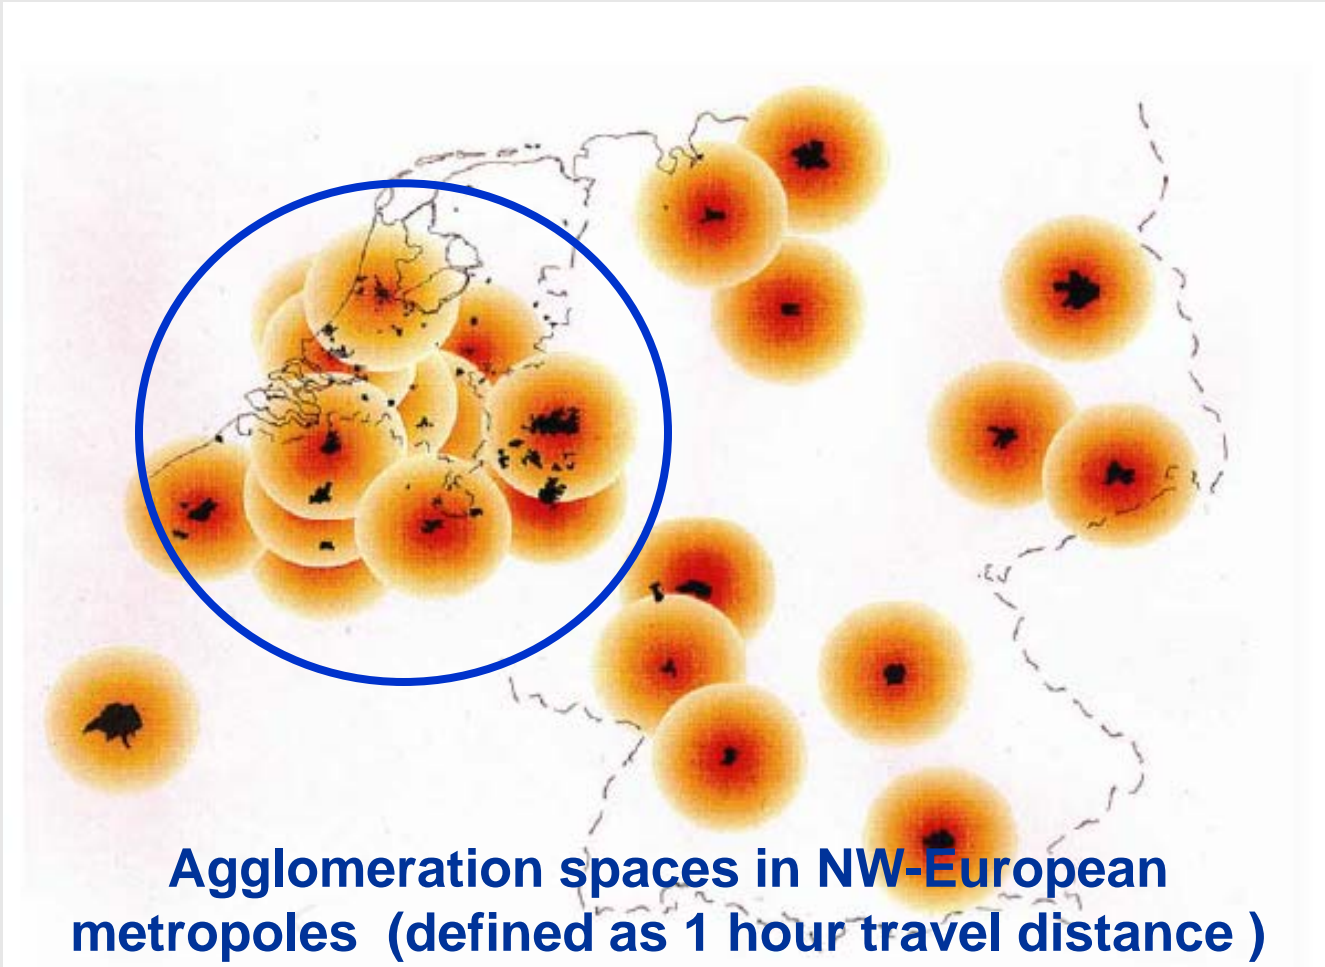 Agglomeration spaces in NW-European
metropoles (defined as 1 hour travel distance )